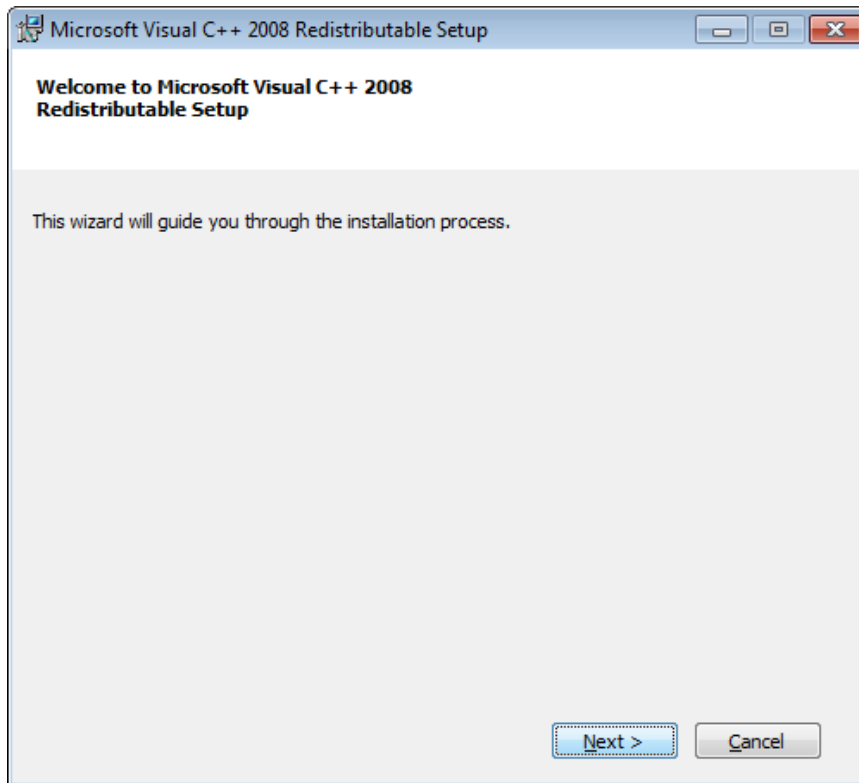 Microsoft Visual C++ 2008 Redistributable Setup
Welcome to Microsoft Visual C++ 2008
Redistributable Setup
This wizard will guide you through the installation process.
Next >
Cancel